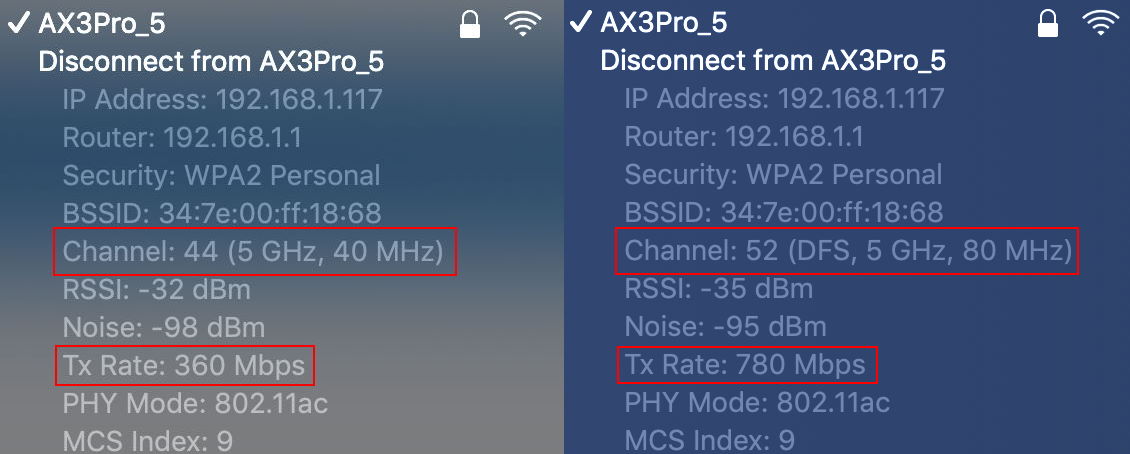 AX3Pro_5
Disconnect from AX3Pro_5
IP Address: 192.168.1.117
Router: 192.168.1.1
Security: WPA2 Personal
BSSID: 34:7e:00:ff:18:68
Channel: 44 (5 GHz, 40 MHz)
RSSI: -32 dBm
Noise: -98 dBm
Tx Rate: 360 Mbps
PHY Mode: 802.11ac
MCS Index: 9
AX3Pro_5
Disconnect from AX3Pro_5
IP Address: 192.168.1.117
Router: 192.168.1.1
Security: WPA2 Personal
BSSID: 34:7e:00:ff:18:68
Channel: 52 (DFS, 5 GHz, 80 MHz)
RSSI: -35 dBm
Noise: -95 dBm
Tx Rate: 780 Mbps
PHY Mode: 802.11ac
MCS Index: 9